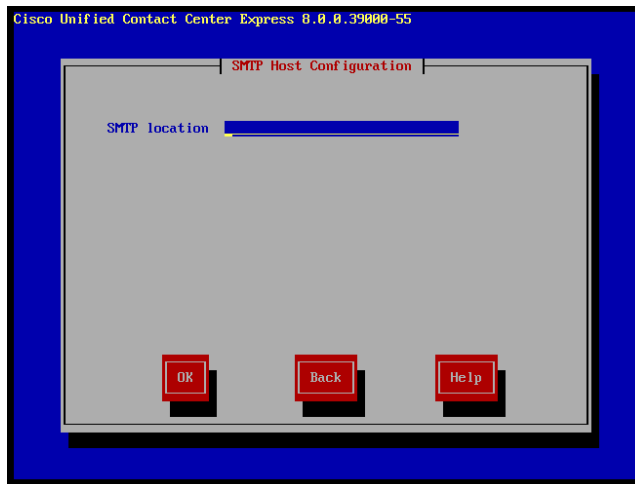 Cisco Unified Contact Center Express 8.0.0.39000-55
SMTP Host Configuration
SMTP location
OK Back Help